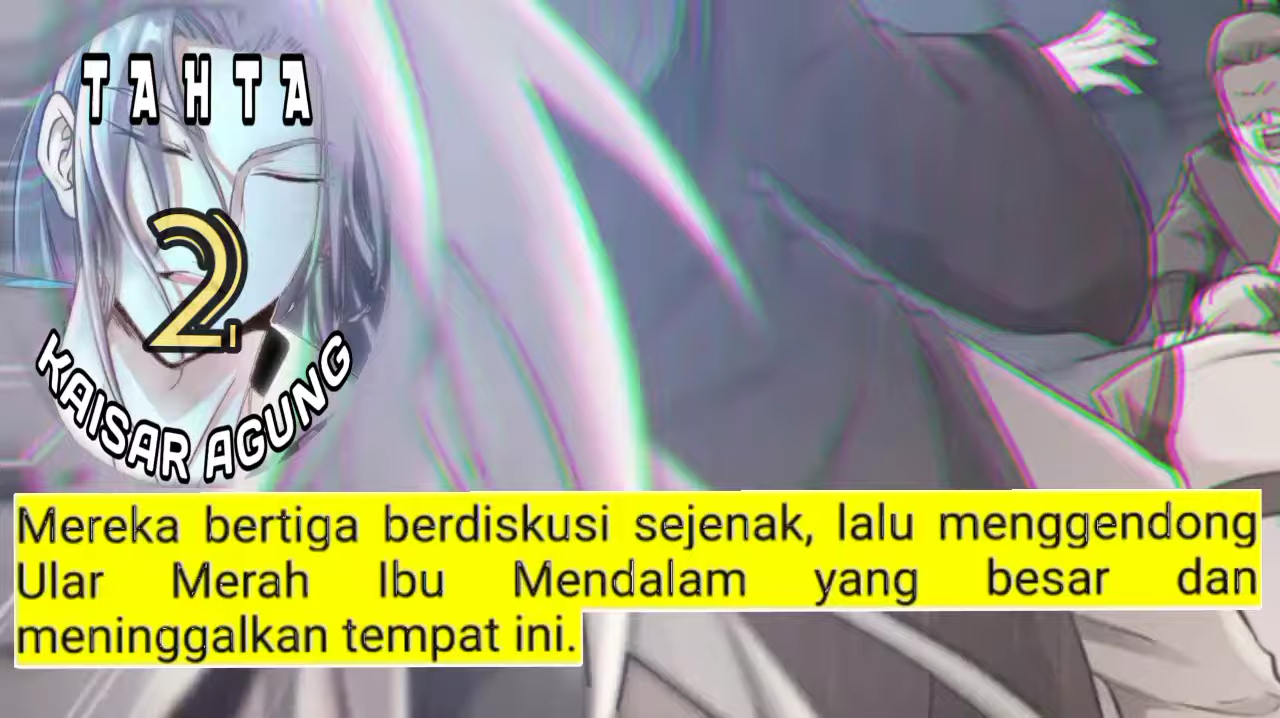 TAHTA
2
KAISAR AGUNG
Mereka bertiga berdiskusi sejenak, lalu menggendong
Ular Merah Ibu Mendalam yang besar dan
meninggalkan tempat ini.